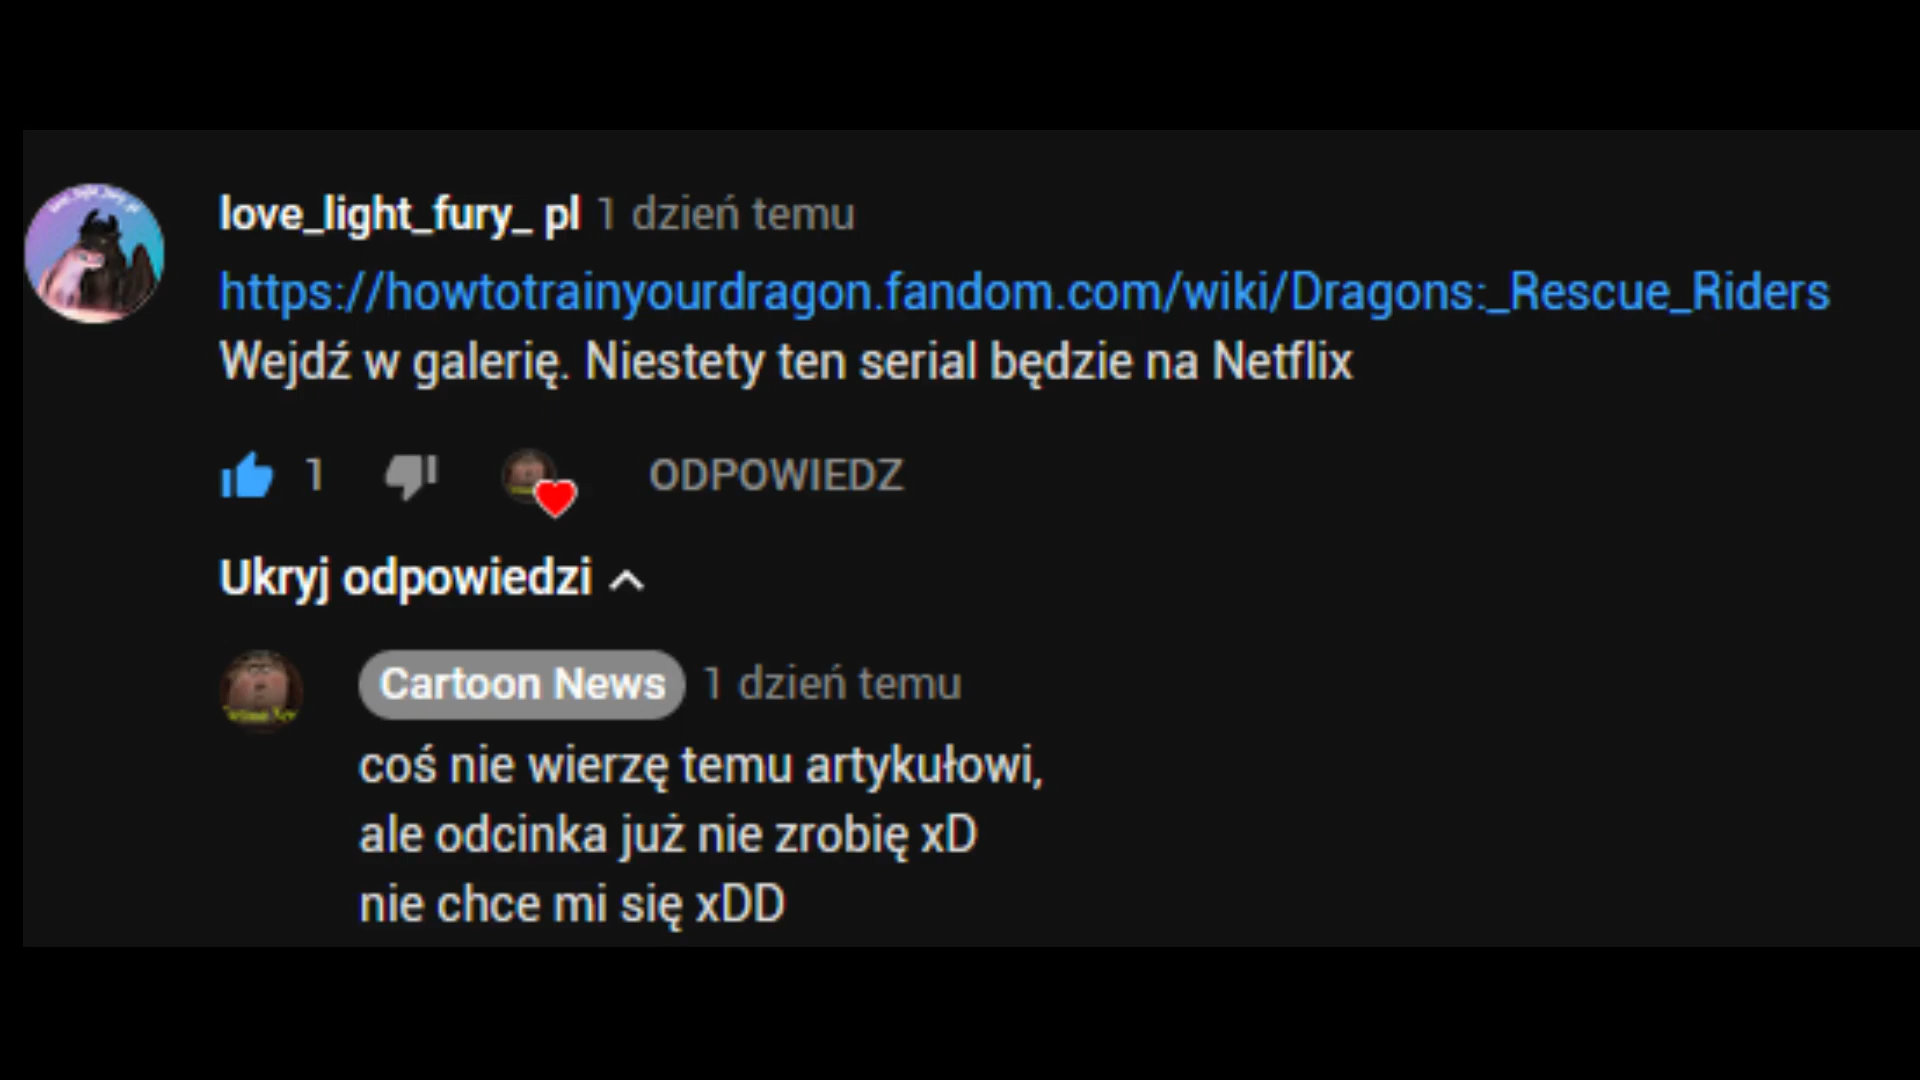 love_light_fury_ pl 1 dzień temu
https://howtotrainyourdragon.fandom.com/wiki/Dragons:_Rescue_Riders
Wejdź w galerię. Niestety ten serial będzie na Netflix
1 ODPOWIEDZ
Ukryj odpowiedzi
Cartoon News 1 dzień temu
coś nie wierzę temu artykułowi,
ale odcinka już nie zrobię xD
nie chce mi się xDD